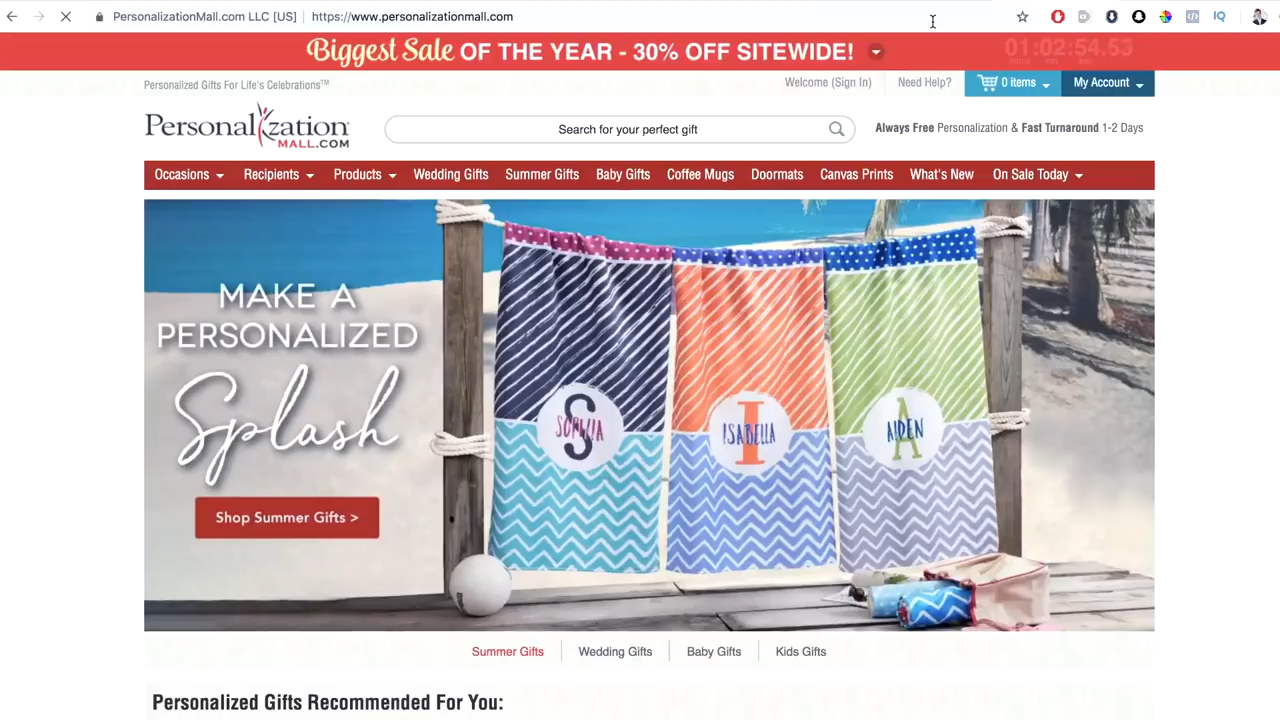 PersonalizationMall.com LLC [US] https://www.personalizationmall.com
IQ
Biggest Sale OF THE YEAR - 30% OFF SITEWIDE!
01:02:54.53
Personalized Gifts For Life's Celebrations™
Welcome (Sign In)
Need Help?
0 items
My Account
Personalization
MALL.COM
Search for your perfect gift
Always Free Personalization & Fast Turnaround 1-2 Days
Occasions
Recipients
Products
Wedding Gifts
Summer Gifts
Baby Gifts
Coffee Mugs
Doormats
Canvas Prints
What's New
On Sale Today
MAKE A
PERSONALIZED
Splash
Shop Summer Gifts >
S
SOPHIA
I
ISABELLA
A
AIDEN
Summer Gifts
Wedding Gifts
Baby Gifts
Kids Gifts
Personalized Gifts Recommended For You: